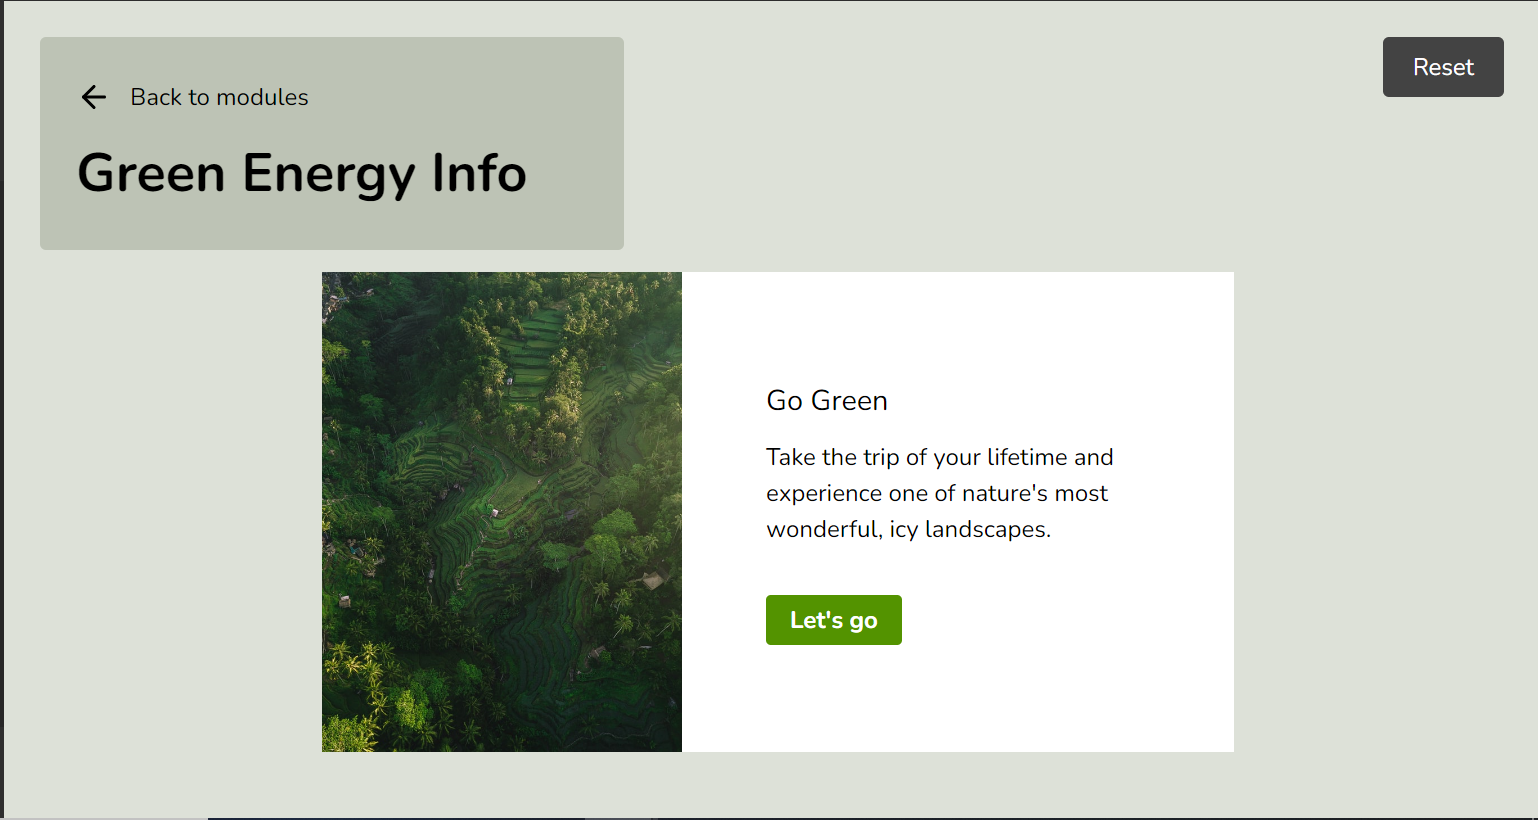 Back to modules
Reset
Green Energy Info
Go Green
Take the trip of your lifetime and
experience one of nature's most
wonderful, icy landscapes.
Let's go